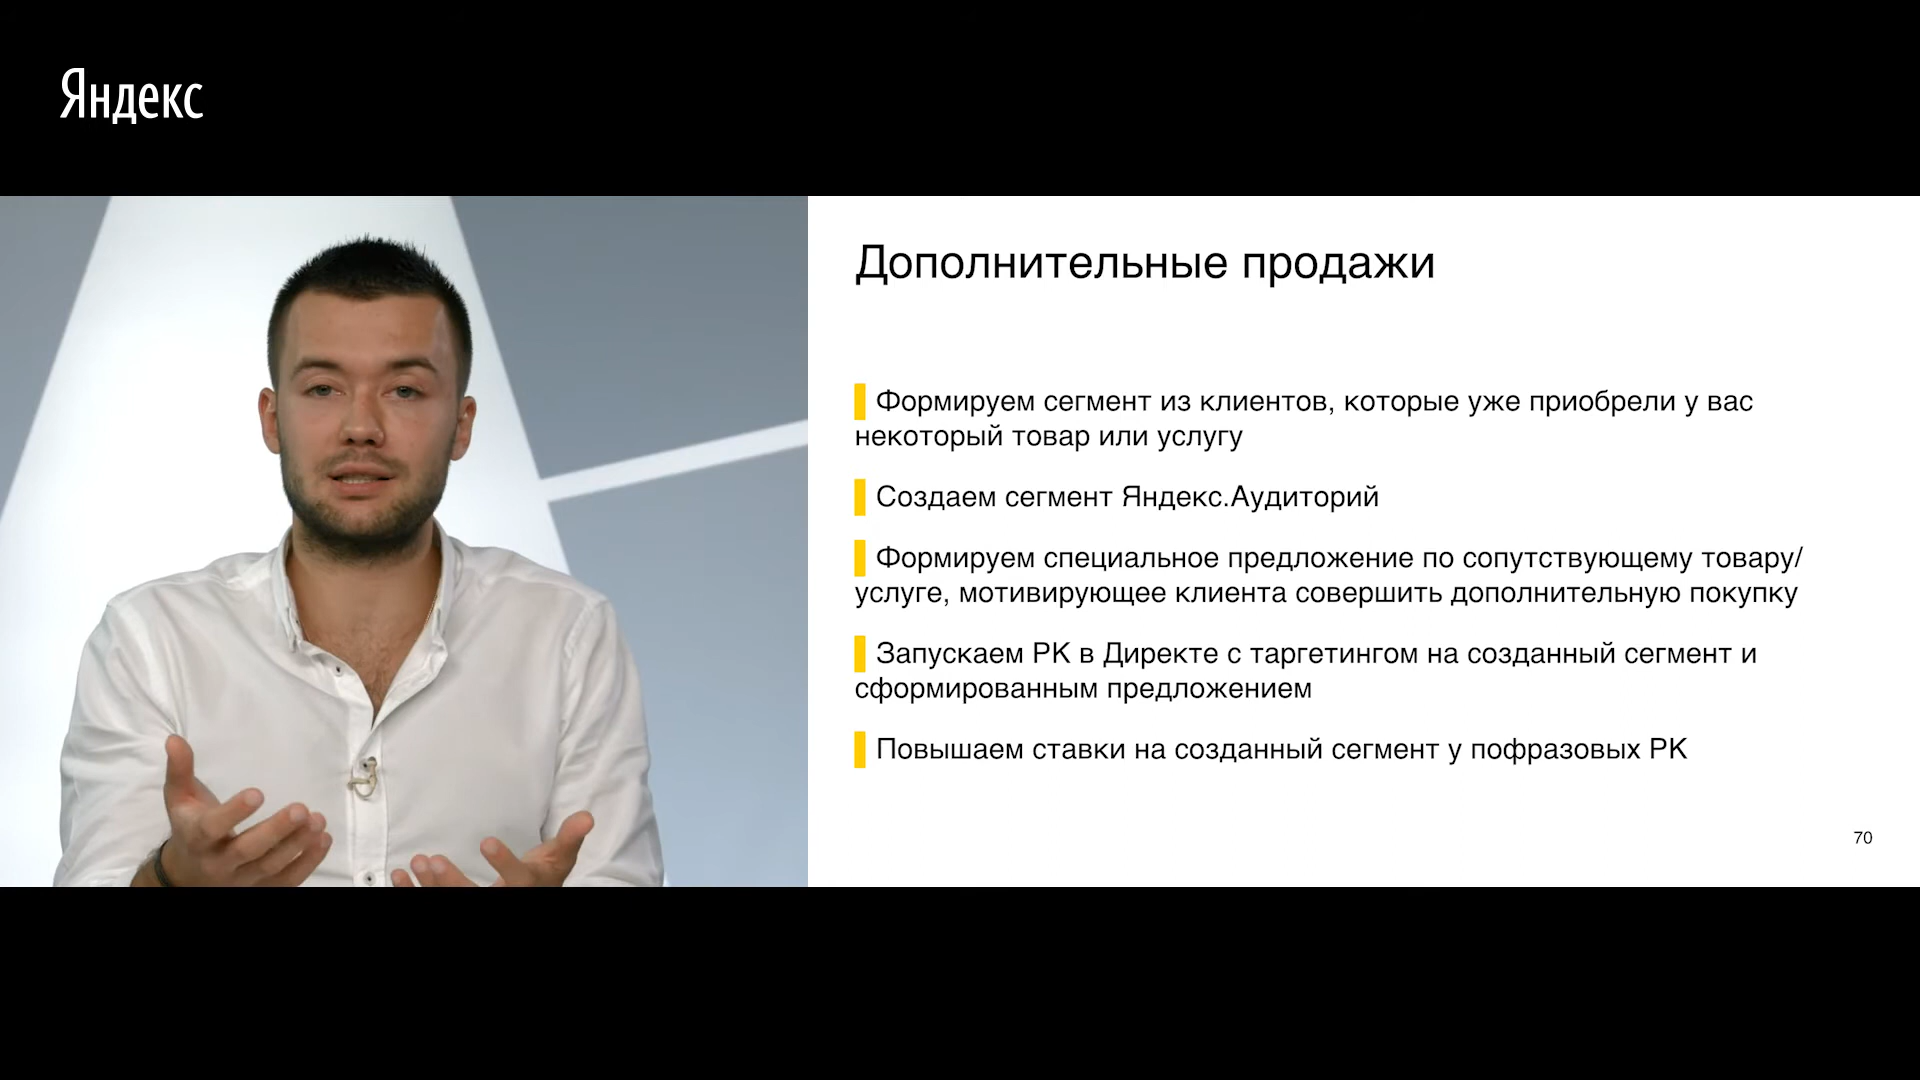 Яндекс
Дополнительные продажи
Формируем сегмент из клиентов, которые уже приобрели у вас
некоторый товар или услугу
Создаем сегмент Яндекс.Аудиторий
Формируем специальное предложение по сопутствующему товару/
услуге, мотивирующее клиента совершить дополнительную покупку
Запускаем РК в Директе с таргетингом на созданный сегмент и
сформированным предложением
Повышаем ставки на созданный сегмент у пофразовых РК
70